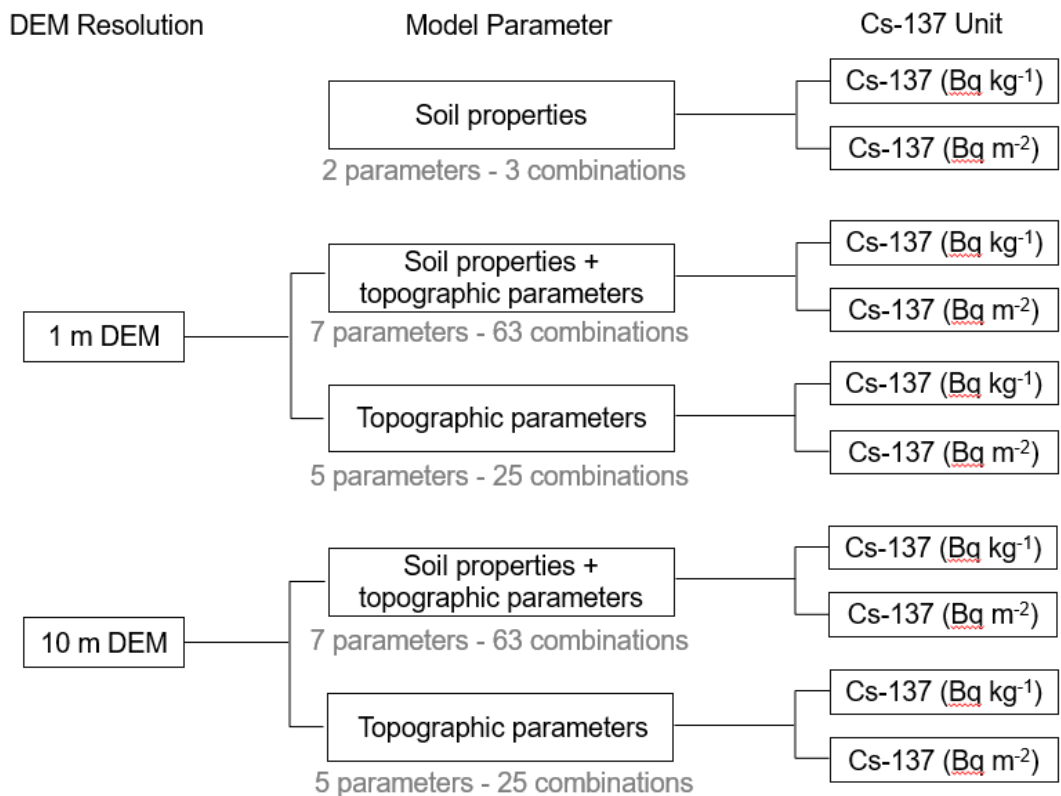 DEM Resolution
Model Parameter
Cs-137 Unit
Soil properties
2 parameters - 3 combinations
Cs-137 (Bq kg⁻¹)
Cs-137 (Bq m⁻²)
1 m DEM
Soil properties +
topographic parameters
7 parameters - 63 combinations
Cs-137 (Bq kg⁻¹)
Cs-137 (Bq m⁻²)
Topographic parameters
5 parameters - 25 combinations
Cs-137 (Bq kg⁻¹)
Cs-137 (Bq m⁻²)
10 m DEM
Soil properties +
topographic parameters
7 parameters - 63 combinations
Cs-137 (Bq kg⁻¹)
Cs-137 (Bq m⁻²)
Topographic parameters
5 parameters - 25 combinations
Cs-137 (Bq kg⁻¹)
Cs-137 (Bq m⁻²)